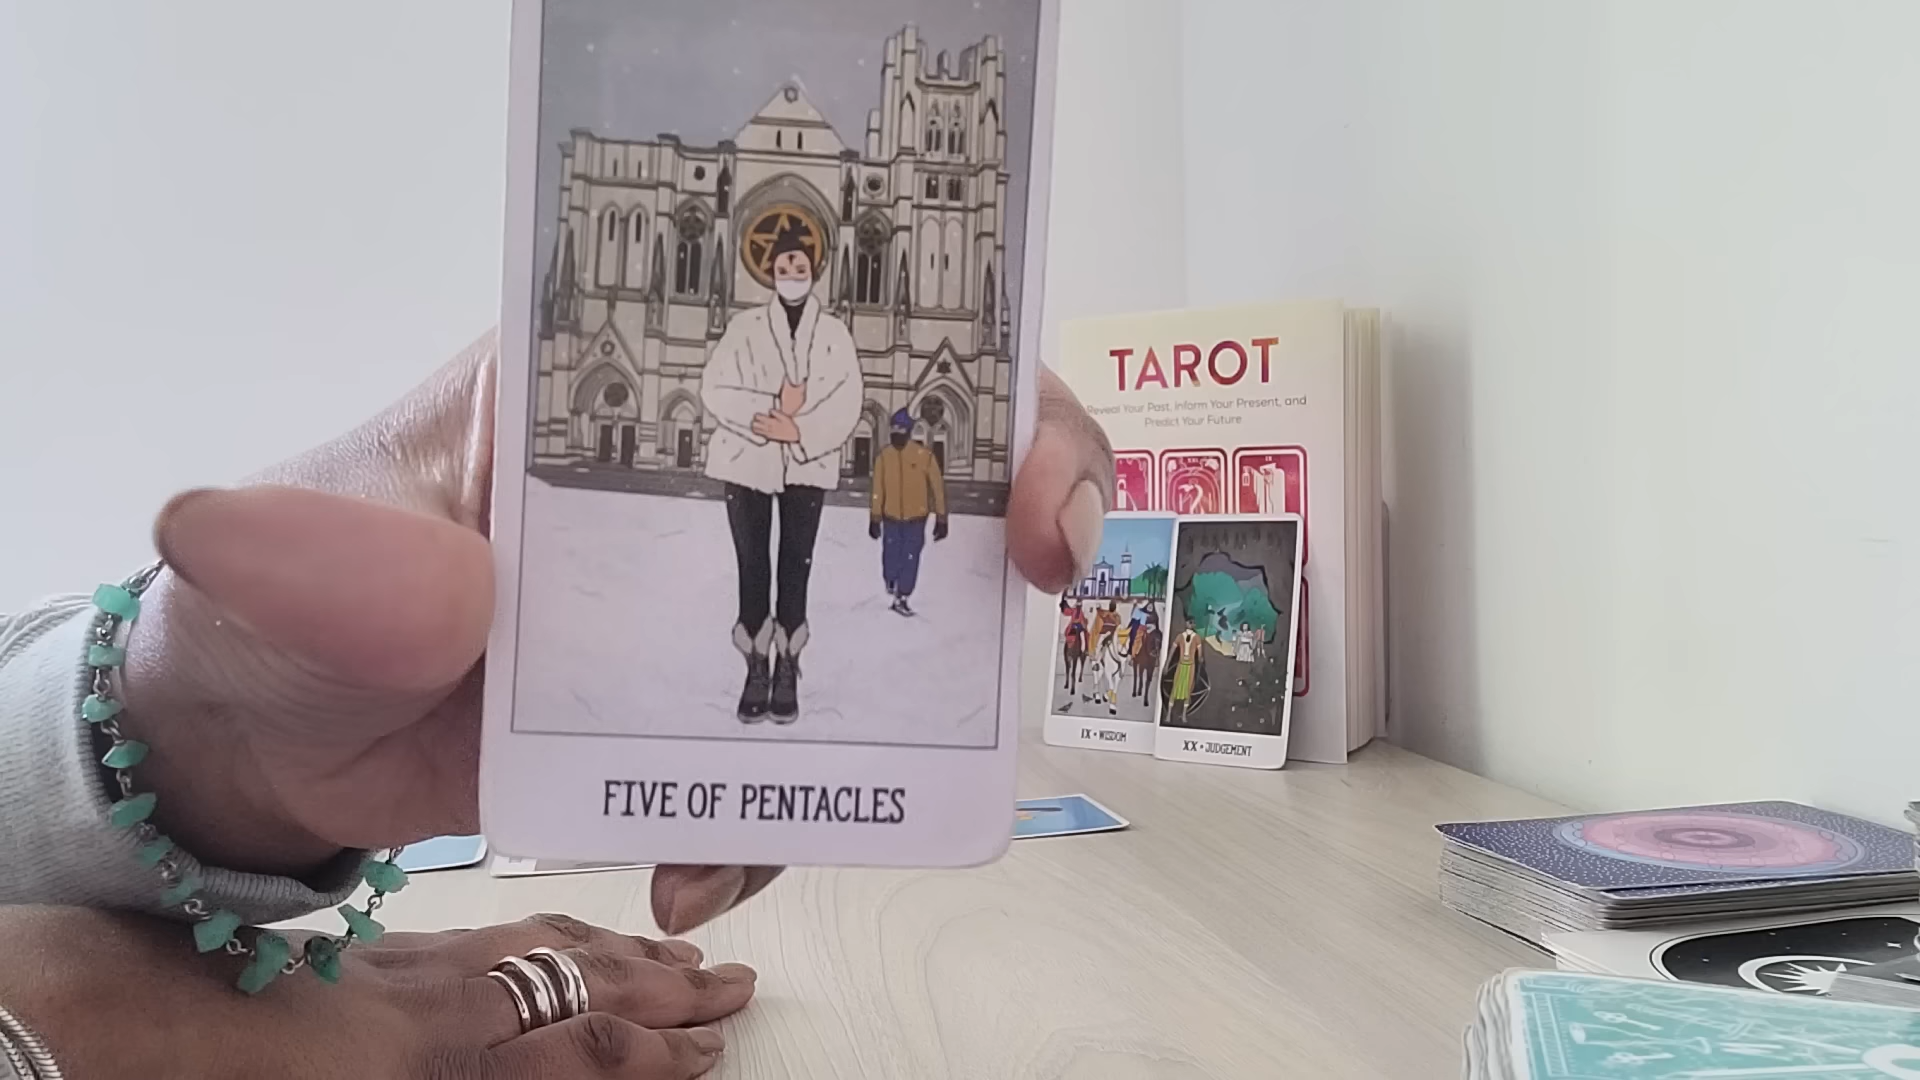 FIVE OF PENTACLES
TAROT
Reveal Your Past, Inform Your Present, and
Predict Your Future
IX • WISDOM
XX • JUDGEMENT